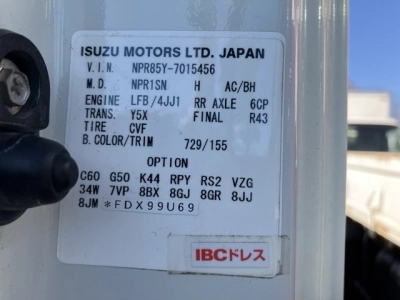 ISUZU MOTORS LTD. JAPAN
V.I.N. NPR85Y-7015456
M.D. NPR1SN H AC/BH
ENGINE LFB/4JJ1 RR AXLE 6CP
TRANS. Y5X FINAL R43
TIRE CVF
B.COLOR/TRIM 729/155
OPTION
C60 G50 K44 RPY RS2 VZG
34W 7VP 8BX 8GJ 8GR 8JJ
8JM *FDX99U69
IBCドレス